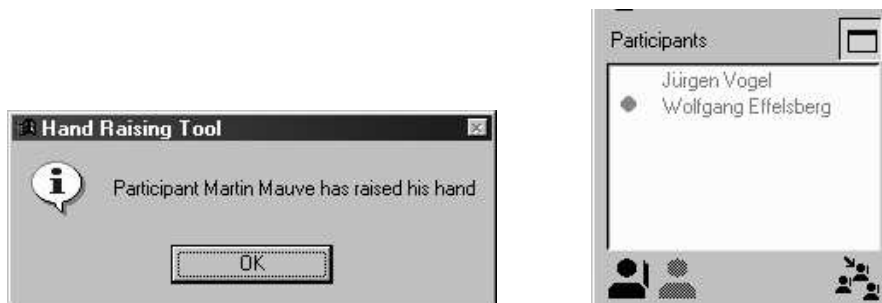 Hand Raising Tool
Participant Martin Mauve has raised his hand
OK
Participants
Jürgen Vogel
Wolfgang Effelsberg